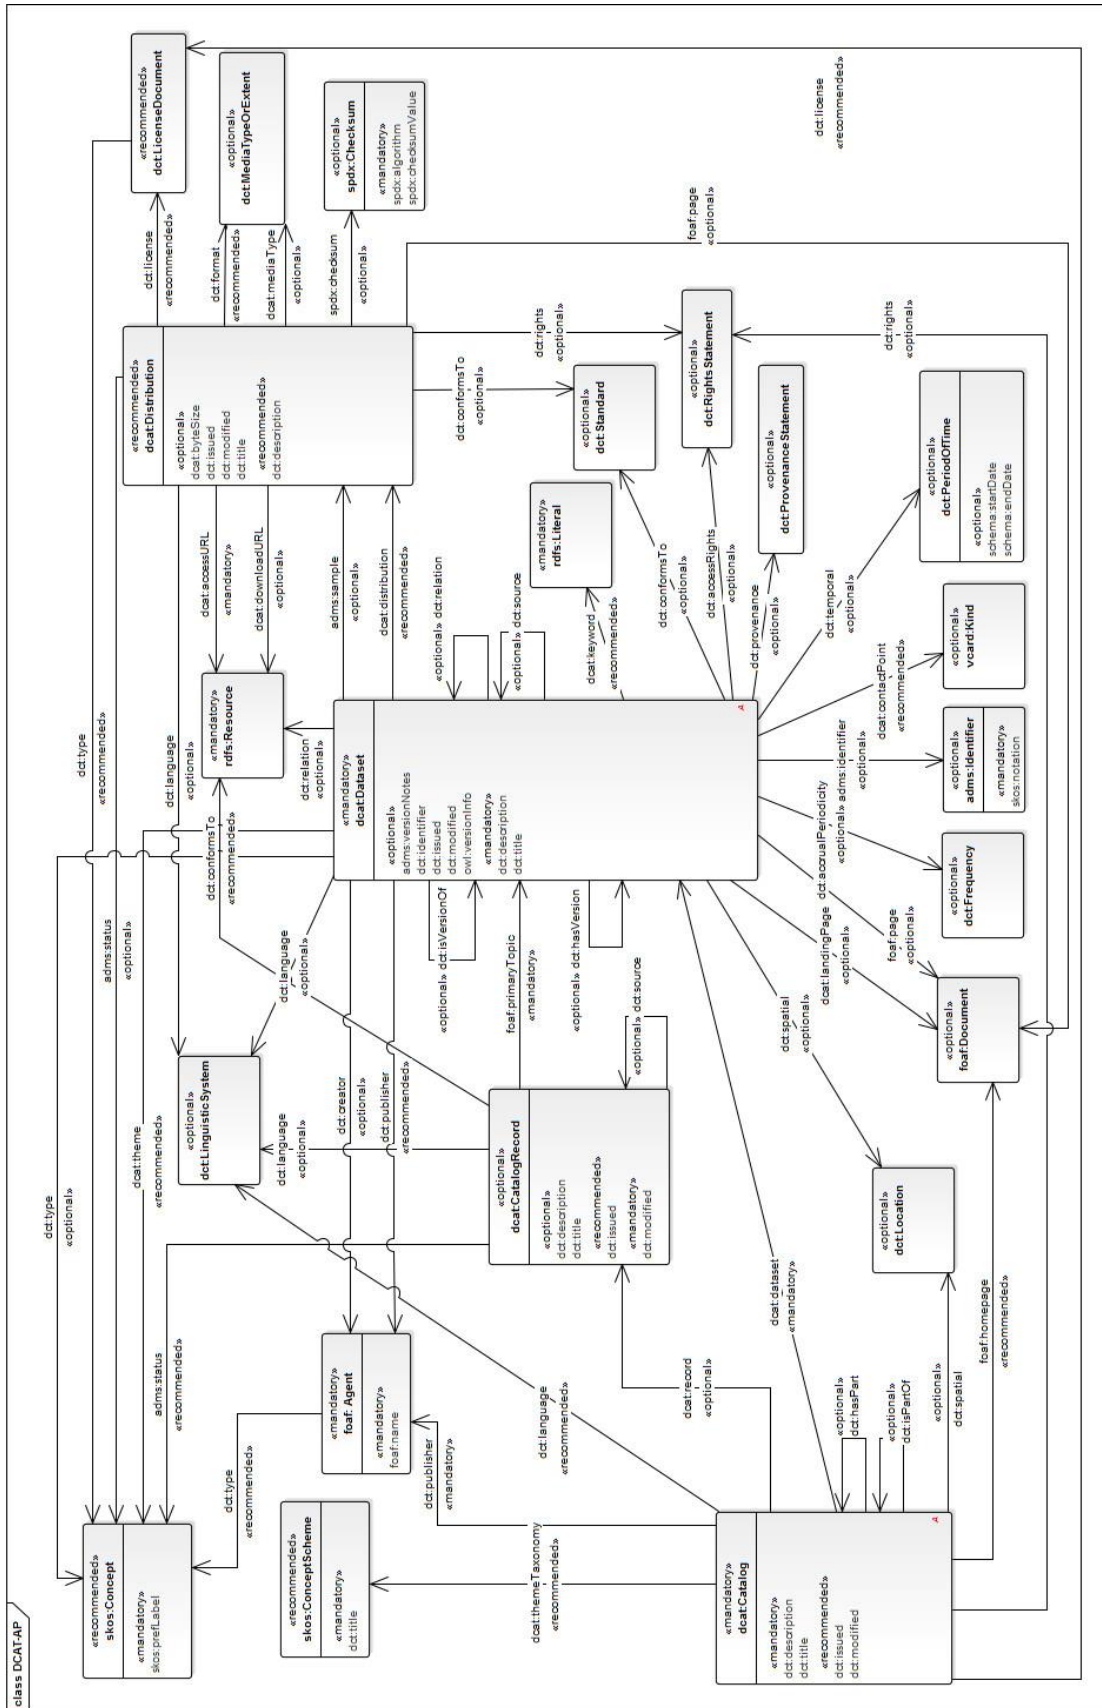 class DCAT-AP
«recommended»
skos:Concept
«mandatory»
skos:prefLabel
«recommended»
skos:ConceptScheme
«mandatory»
dct:title
«mandatory»
dcat:Catalog
«mandatory»
dct:description
dct:title
«recommended»
dct:issued
dct:modified
A
dct:type
«optional»
dcat:theme
«recommended»
adms:status
«optional»
dct:type
«recommended»
adms:status
«recommended»
dct:type
«recommended»
dcat:themeTaxonomy
«recommended»
dct:publisher
«mandatory»
«mandatory»
foaf: Agent
«mandatory»
foaf:name
dct:language
«recommended»
dcat:record
«optional»
dcat:dataset
«mandatory»
«optional»
dct:hasPart
«optional»
dct:isPartOf
«optional»
dct:spatial
foaf:homepage
«recommended»
«optional»
dct:LinguisticSystem
dct:language
«optional»
dct:creator
«optional»
dct:publisher
«recommended»
«optional»
dcat:CatalogRecord
«optional»
dct:description
dct:title
«recommended»
dct:issued
«mandatory»
dct:modified
«optional» dct:source
«optional»
dct:Location
dct:spatial
«optional»
dct:language
«optional»
dct:conformsTo
«recommended»
dct:language
«optional»
«optional» dct:isVersionOf
foaf:primaryTopic
«mandatory»
«optional» dct:hasVersion
dcat:landingPage
«optional»
foaf:page
«optional»
«optional»
foaf:Document
«mandatory»
rdfs:Resource
dct:relation
«optional»
«mandatory»
dcat:Dataset
«optional»
adms:versionNotes
dct:identifier
dct:issued
dct:modified
owl:versionInfo
«mandatory»
dct:description
dct:title
A
dct:accrualPeriodicity
«optional»
adms:identifier
«optional»
dcat:contactPoint
«recommended»
«optional»
dct:Frequency
«optional»
adms:Identifier
«mandatory»
skos:notation
«optional»
vcard:Kind
dcat:accessURL
«mandatory»
dcat:downloadURL
«optional»
adms:sample
«optional»
dcat:distribution
«recommended»
«optional» dct:relation
«optional» dct:source
dcat:keyword
«recommended»
«mandatory»
rdfs:Literal
dct:conformsTo
«optional»
dct:accessRights
«optional»
dct:provenance
«optional»
dct:temporal
«optional»
«optional»
dct:PeriodOfTime
«optional»
schema:startDate
schema:endDate
«optional»
dct:ProvenanceStatement
«optional»
dct:RightsStatement
«optional»
dct:Standard
«recommended»
dcat:Distribution
«optional»
dcat:byteSize
dct:issued
dct:modified
dct:title
«recommended»
dct:description
dct:conformsTo
«optional»
dct:rights
«optional»
dct:rights
«optional»
foaf:page
«optional»
dct:license
«recommended»
dct:format
«recommended»
dcat:mediaType
«optional»
spdx:checksum
«optional»
«recommended»
dct:LicenseDocument
«optional»
dct:MediaTypeOrExtent
«optional»
spdx:Checksum
«mandatory»
spdx:algorithm
spdx:checksumValue
dct:license
«recommended»